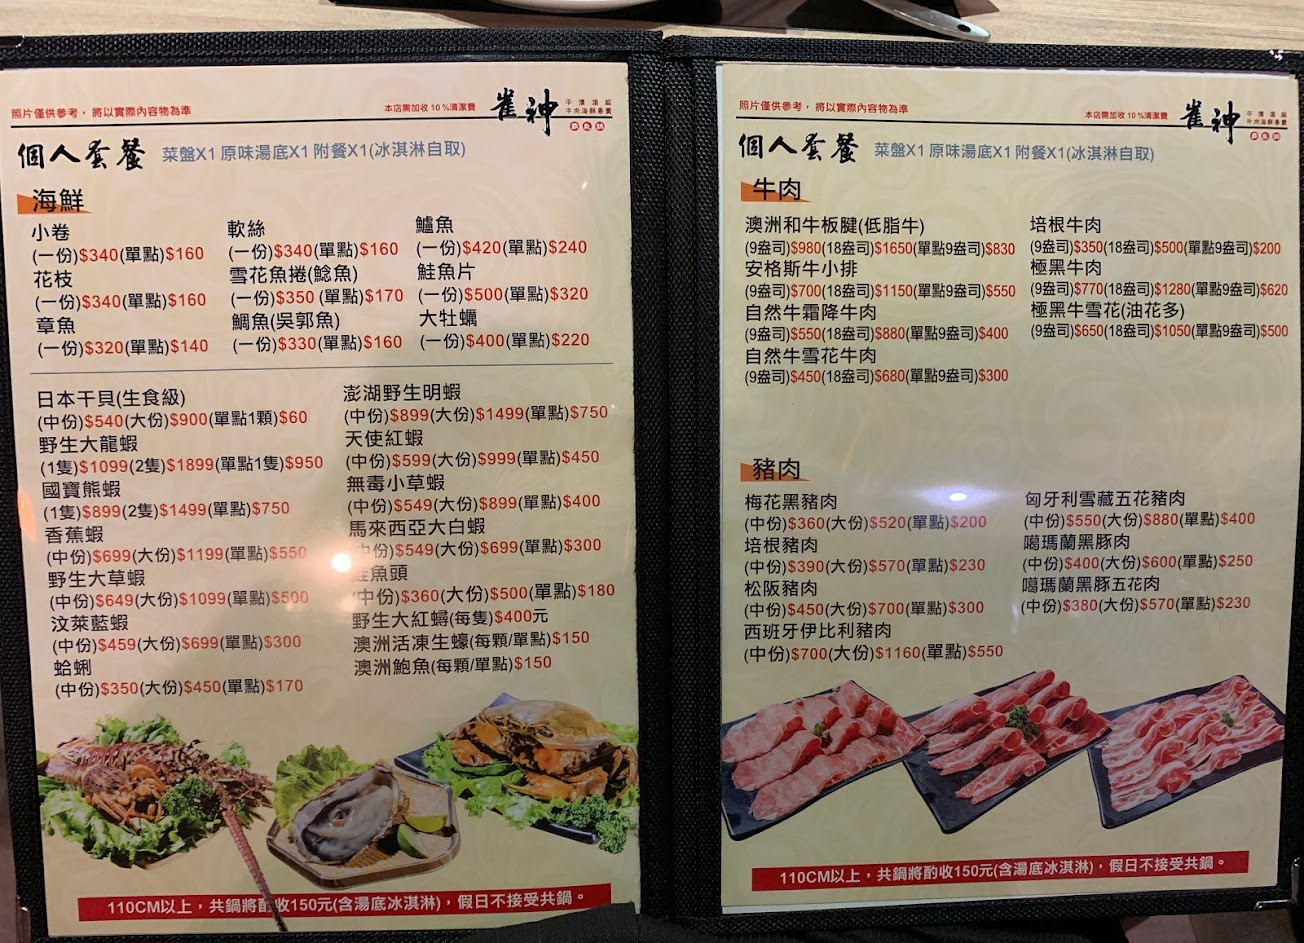 照片僅供參考， 將以實際內容物為準
本店需加收 10 %清潔費
雀神
平價頂級
牛肉海鮮專賣
涮涮鍋
個人套餐 菜盤X1 原味湯底X1 附餐X1(冰淇淋自取)
海鮮
小卷
(一份)$340(單點)$160
花枝
(一份)$340(單點)$160
章魚
(一份)$320(單點)$140
軟絲
(一份)$340(單點)$160
雪花魚捲(鯰魚)
(一份)$350 (單點)$170
鯛魚(吳郭魚)
(一份)$330(單點)$160
鱸魚
(一份)$420(單點)$240
鮭魚片
(一份)$500(單點)$320
大牡蠣
(一份)$400(單點)$220
日本干貝(生食級)
(中份)$540(大份)$900(單點1顆)$60
野生大龍蝦
(1隻)$1099(2隻)$1899(單點1隻)$950
國寶熊蝦
(1隻)$899(2隻)$1499(單點)$750
香蕉蝦
(中份)$699(大份)$1199(單點)$550
野生大草蝦
(中份)$649(大份)$1099(單點)$500
汶萊藍蝦
(中份)$459(大份)$699(單點)$300
蛤蜊
(中份)$350(大份)$450(單點)$170
澎湖野生明蝦
(中份)$899(大份)$1499(單點)$750
天使紅蝦
(中份)$599(大份)$999(單點)$450
無毒小草蝦
(中份)$549(大份)$899(單點)$400
馬來西亞大白蝦
(中份)$549(大份)$699(單點)$300
鮭魚頭
(中份)$360(大份)$500(單點)$180
野生大紅蟳(每隻)$400元
澳洲活凍生蠔(每顆/單點)$150
澳洲鮑魚(每顆/單點)$150
110CM以上，共鍋將酌收150元(含湯底冰淇淋)，假日不接受共鍋。
照片僅供參考， 將以實際內容物為準
本店需加收 10 %清潔費
雀神
平價頂級
牛肉海鮮專賣
涮涮鍋
個人套餐 菜盤X1 原味湯底X1 附餐X1(冰淇淋自取)
牛肉
澳洲和牛板腱(低脂牛)
(9盎司)$980(18盎司)$1650(單點9盎司)$830
安格斯牛小排
(9盎司)$700(18盎司)$1150(單點9盎司)$550
自然牛霜降牛肉
(9盎司)$550(18盎司)$880(單點9盎司)$400
自然牛雪花牛肉
(9盎司)$450(18盎司)$680(單點9盎司)$300
培根牛肉
(9盎司)$350(18盎司)$500(單點9盎司)$200
極黑牛肉
(9盎司)$770(18盎司)$1280(單點9盎司)$620
極黑牛雪花(油花多)
(9盎司)$650(18盎司)$1050(單點9盎司)$500
豬肉
梅花黑豬肉
(中份)$360(大份)$520(單點)$200
培根豬肉
(中份)$390(大份)$570(單點)$230
松阪豬肉
(中份)$450(大份)$700(單點)$300
西班牙伊比利豬肉
(中份)$700(大份)$1160(單點)$550
匈牙利雪藏五花豬肉
(中份)$550(大份)$880(單點)$400
噶瑪蘭黑豚肉
(中份)$400(大份)$600(單點)$250
噶瑪蘭黑豚五花肉
(中份)$380(大份)$570(單點)$230
110CM以上，共鍋將酌收150元(含湯底冰淇淋)，假日不接受共鍋。